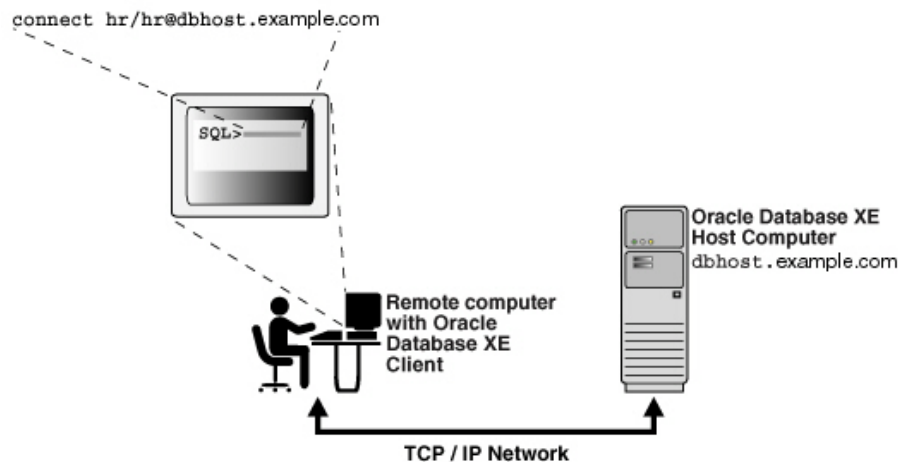 connect hr/hr@dbhost.example.com
SQL>
Oracle Database XE
Host Computer
dbhost.example.com
Remote computer
with Oracle
Database XE
Client
TCP / IP Network